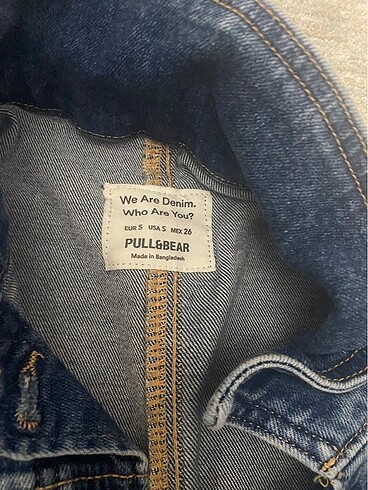 We Are Denim.
Who Are You?
EUR S USA S MEX 26
PULL&BEAR
Made in Bangladesh